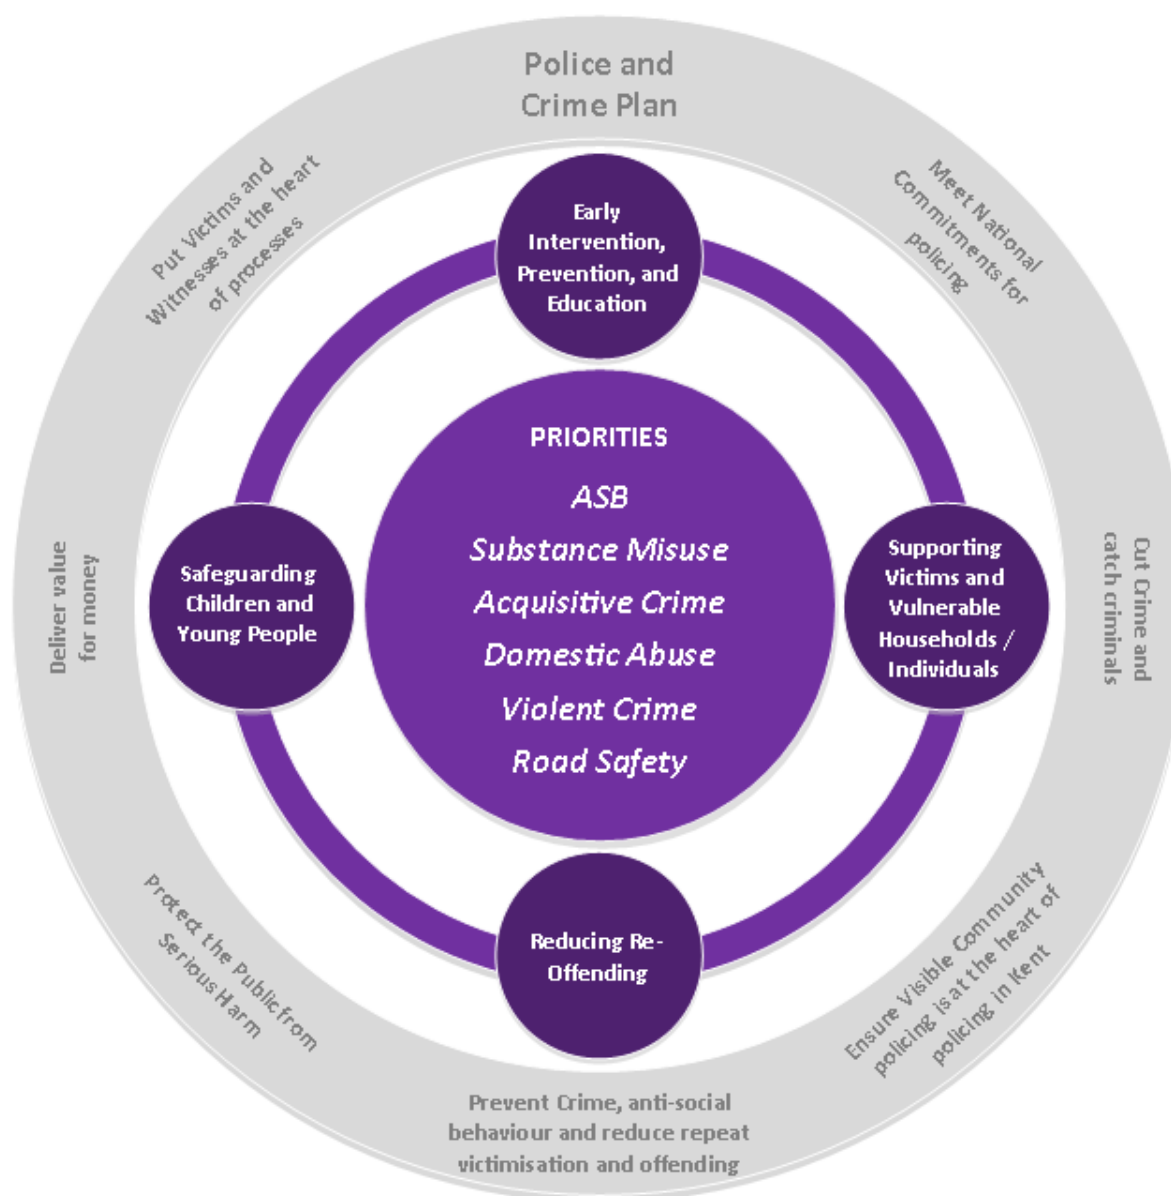 Police and
Crime Plan
Put Victims and
Witnesses at the heart
of processes
Meet National
Commitments for
policing
Early
Intervention,
Prevention, and
Education
PRIORITIES
ASB
Substance Misuse
Acquisitive Crime
Domestic Abuse
Violent Crime
Road Safety
Deliver value
for money
Safeguarding
Children and
Young People
Supporting
Victims and
Vulnerable
Households /
Individuals
Cut Crime and
catch criminals
Reducing Re-
Offending
Protect the Public from
Serious Harm
Ensure Visible Community
policing is at the heart of
policing in Kent
Prevent Crime, anti-social
behaviour and reduce repeat
victimisation and offending